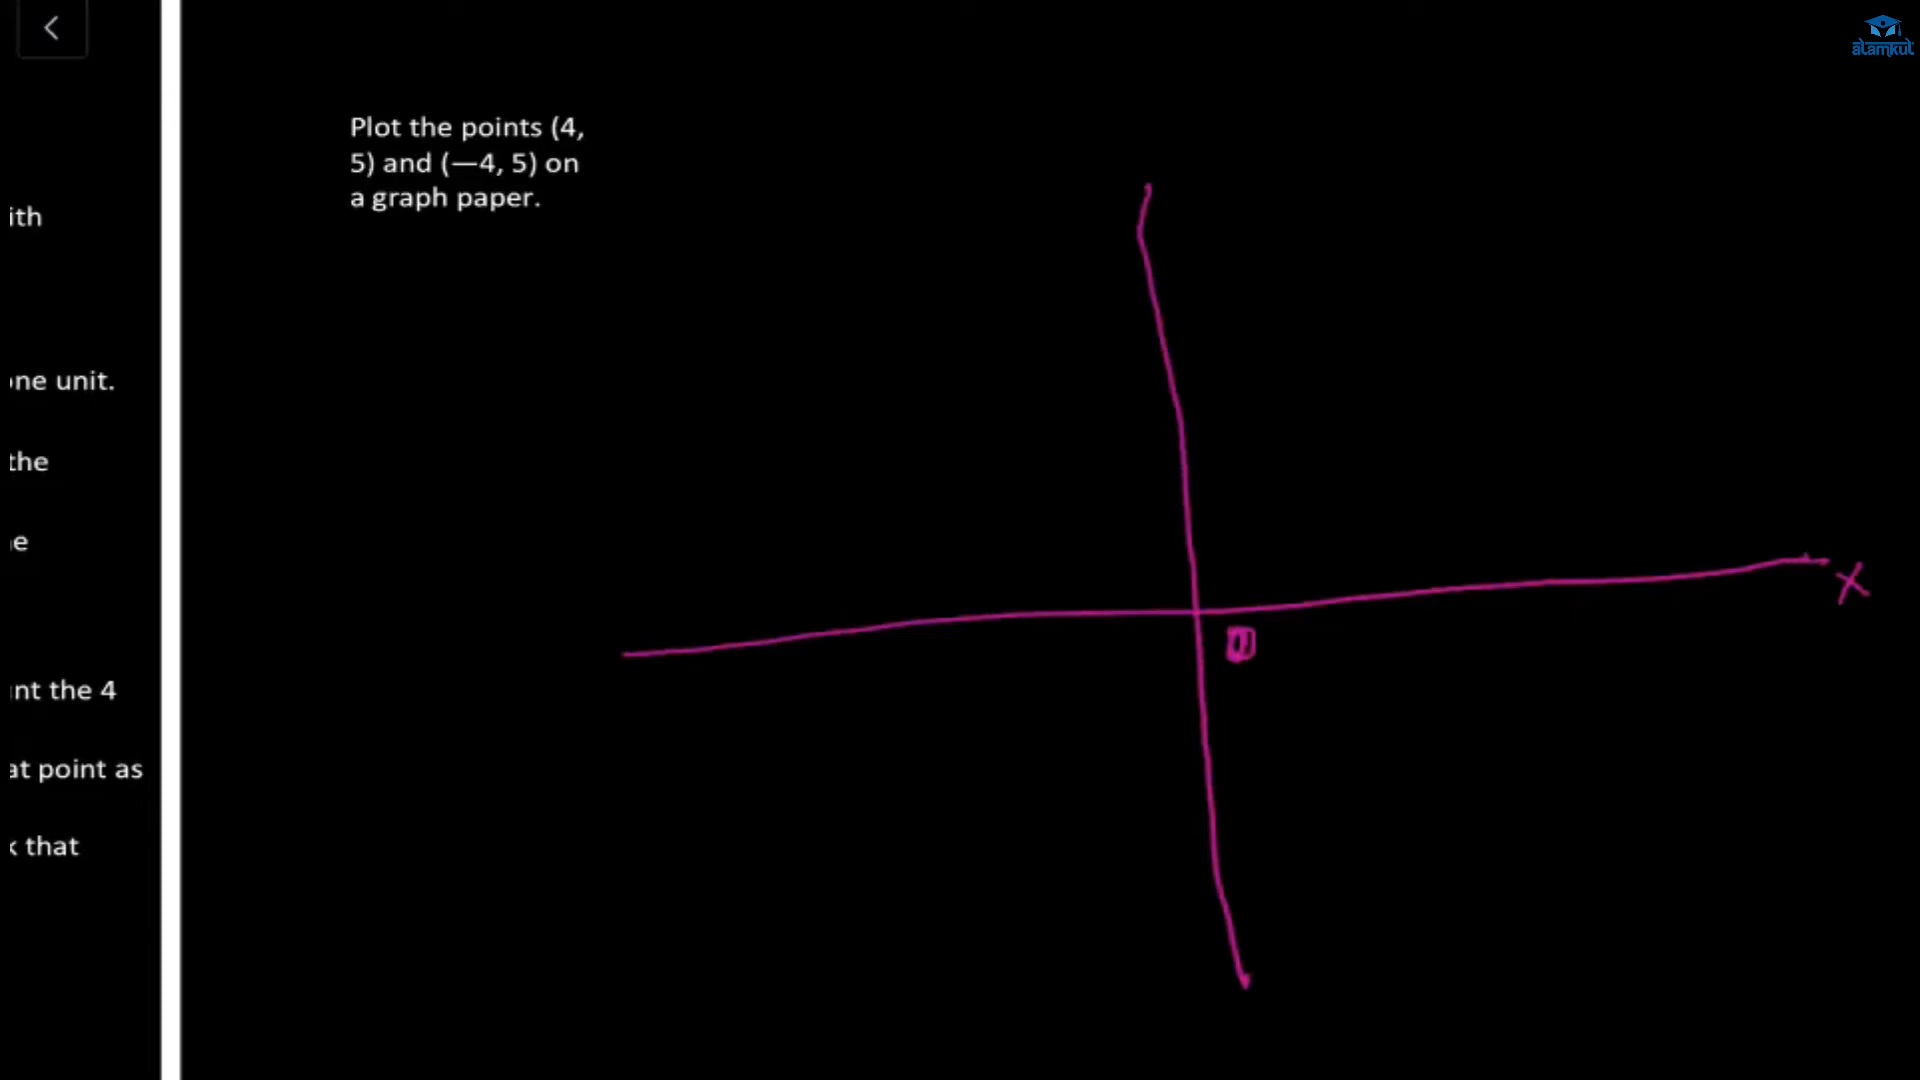 alamkut
Plot the points (4,
5) and (—4, 5) on
a graph paper.
ith
one unit.
the
e
nt the 4
at point as
k that
X